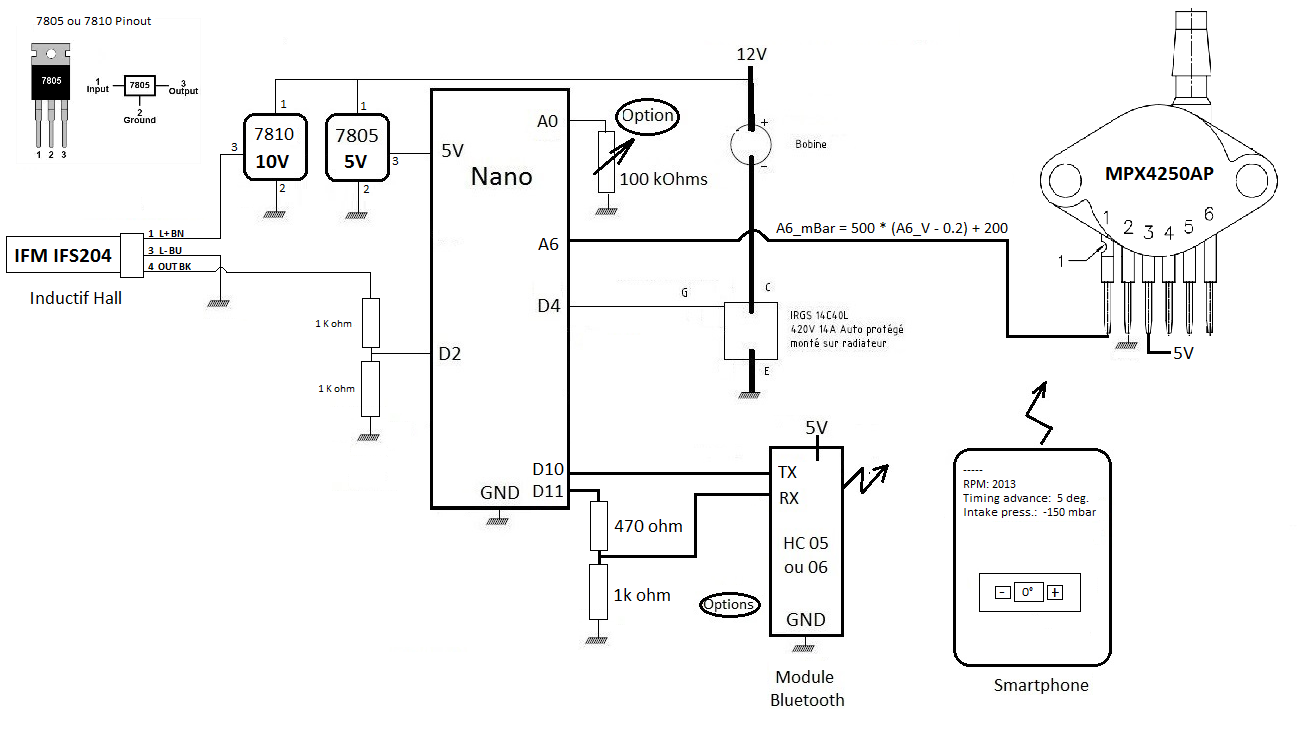 7805 ou 7810 Pinout
7805
1
Input
7805
3
Output
2
Ground
1 2 3
12V
1
1
7810
10V
7805
5V
3
3
2
2
5V
Nano
A0
Option
100 kOhms
+
Bobine
–
A6
A6_mBar = 500 * (A6_V - 0.2) + 200
MPX4250AP
1 2 3 4 5 6
1
5V
IFM IFS204
1 L+ BN
3 L- BU
4 OUT BK
Inductif Hall
1 K ohm
1 K ohm
D2
D4
G
C
IRGS 14C40L
420V 14A Auto protégé
monté sur radiateur
E
D10
D11
GND
470 ohm
1k ohm
5V
TX
RX
HC 05
ou 06
GND
Options
Module
Bluetooth
-----
RPM: 2013
Timing advance: 5 deg.
Intake press.: -150 mbar
- 0° +
Smartphone